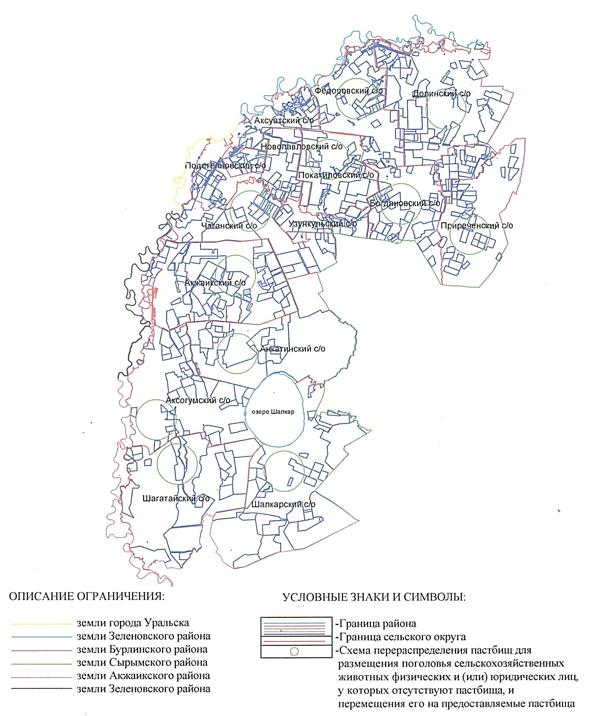 Федоровский с/о
Долинский с/о
Аксуатский с/о
Новопавловский с/о
Покатиловский с/о
Чаганский с/о
Узункульский с/о
Приреченский с/о
Акжаикский с/о
Анкатинский с/о
Аксогумский с/о
озеро Шалкар
Шагатайский с/о
Шалкарский с/о
ОПИСАНИЕ ОГРАНИЧЕНИЯ:
земли города Уральска
земли Зеленовского района
земли Бурлинского района
земли Сырымского района
земли Акжаикского района
земли Зеленовского района
УСЛОВНЫЕ ЗНАКИ И СИМВОЛЫ:
-Граница района
-Граница сельского округа
-Схема перераспределения пастбищ для
размещения поголовья сельскохозяйственных
животных физических и (или) юридических лиц,
у которых отсутствуют пастбища, и
перемещения его на предоставляемые пастбища